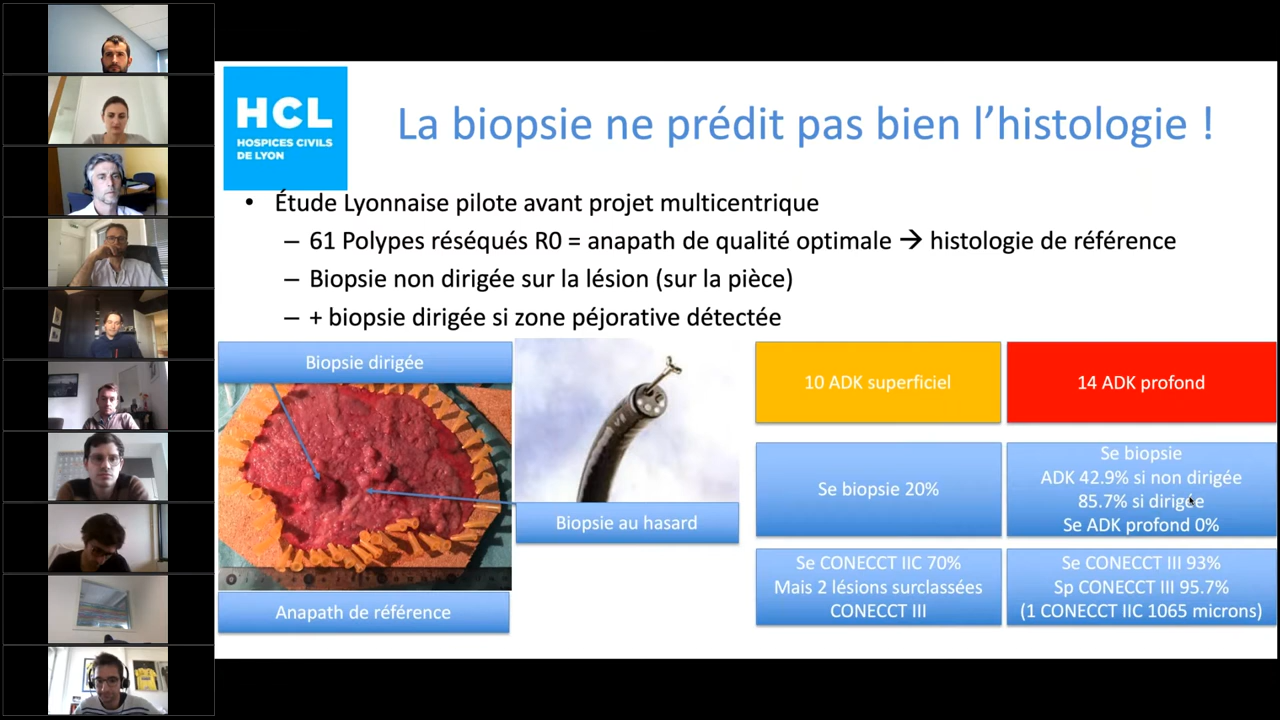 HCL
HOSPICES CIVILS
DE LYON
La biopsie ne prédit pas bien l’histologie !
• Étude Lyonnaise pilote avant projet multicentrique
– 61 Polypes réséqués R0 = anapath de qualité optimale → histologie de référence
– Biopsie non dirigée sur la lésion (sur la pièce)
– + biopsie dirigée si zone péjorative détectée
Biopsie dirigée
Biopsie au hasard
Anapath de référence
10 ADK superficiel
14 ADK profond
Se biopsie 20%
Se biopsie
ADK 42.9% si non dirigée
85.7% si dirigée
Se ADK profond 0%
Se CONECCT IIC 70%
Mais 2 lésions surclassées
CONECCT III
Se CONECCT III 93%
Sp CONECCT III 95.7%
(1 CONECCT IIC 1065 microns)